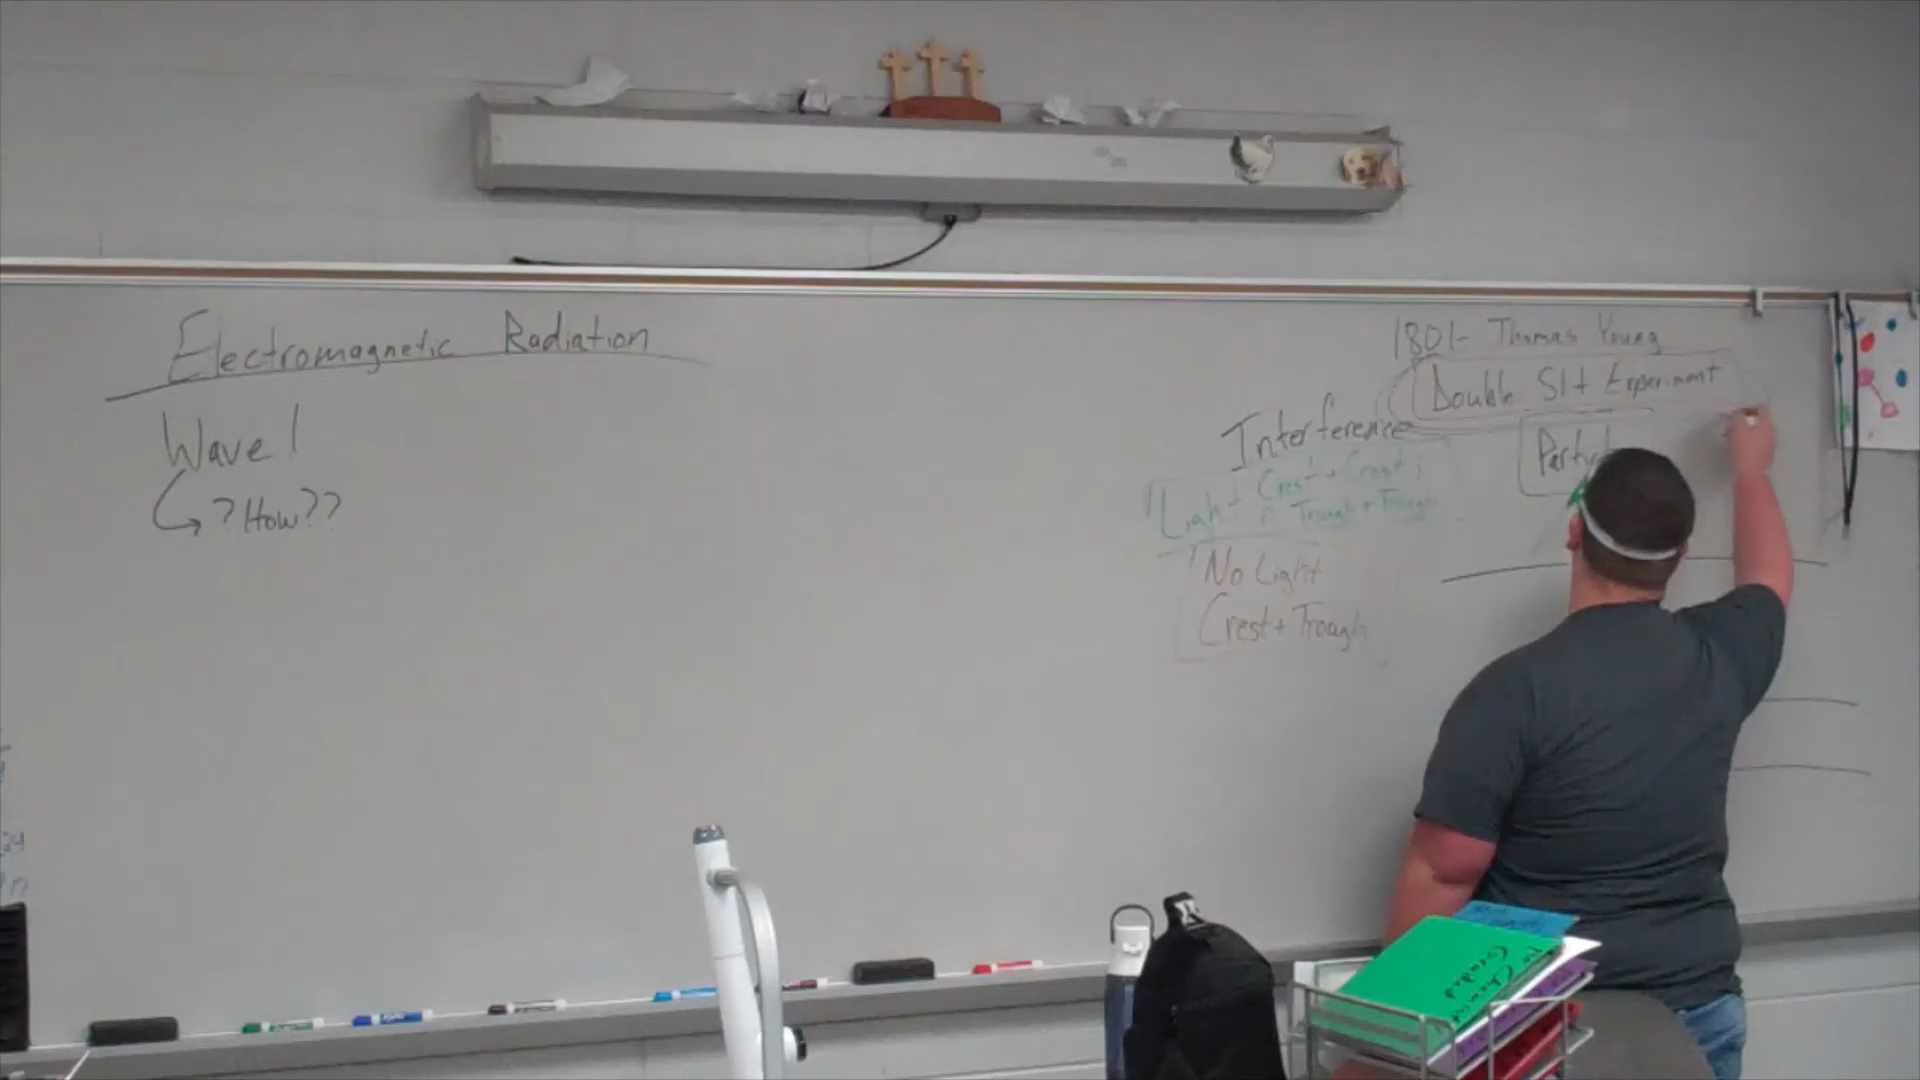 Electromagnetic Radiation
Wave!
?How??
1801- Thomas Young
Double Slit Experiment
Interference
Light Crest + Crest
Trough + Trough
No Light
Crest + Trough
Graded